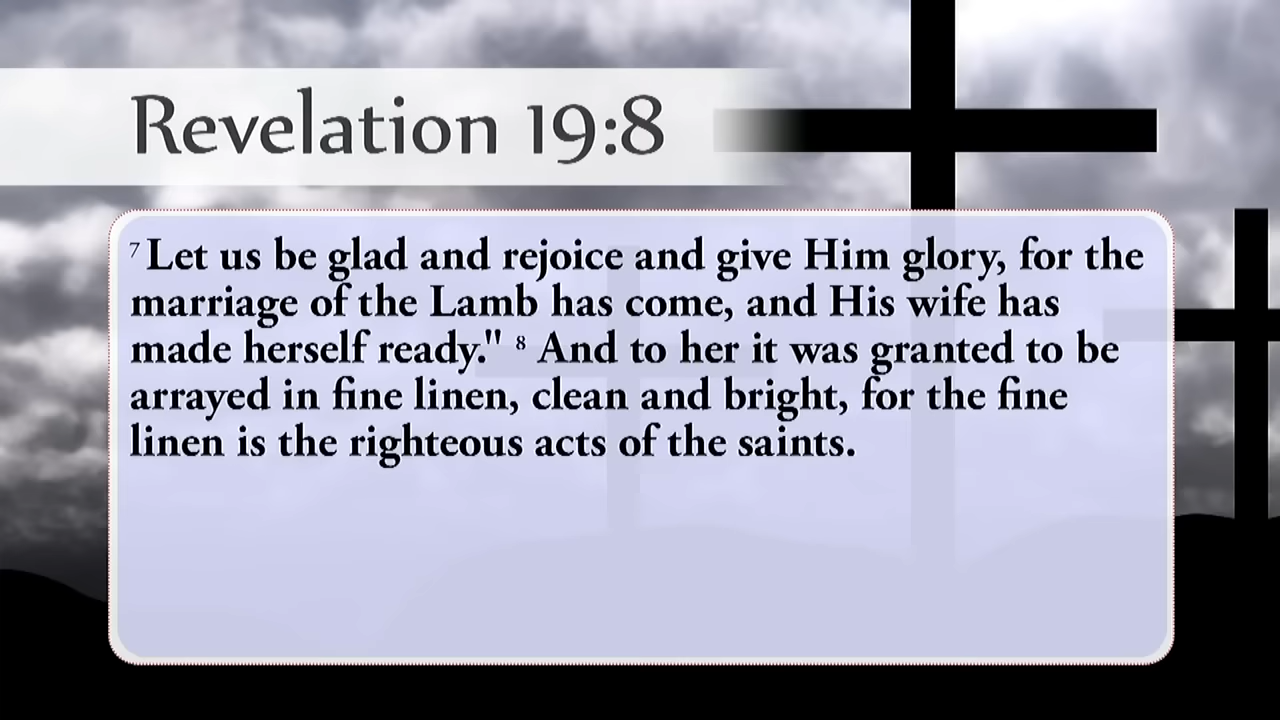 Revelation 19:8
7 Let us be glad and rejoice and give Him glory, for the
marriage of the Lamb has come, and His wife has
made herself ready." 8 And to her it was granted to be
arrayed in fine linen, clean and bright, for the fine
linen is the righteous acts of the saints.